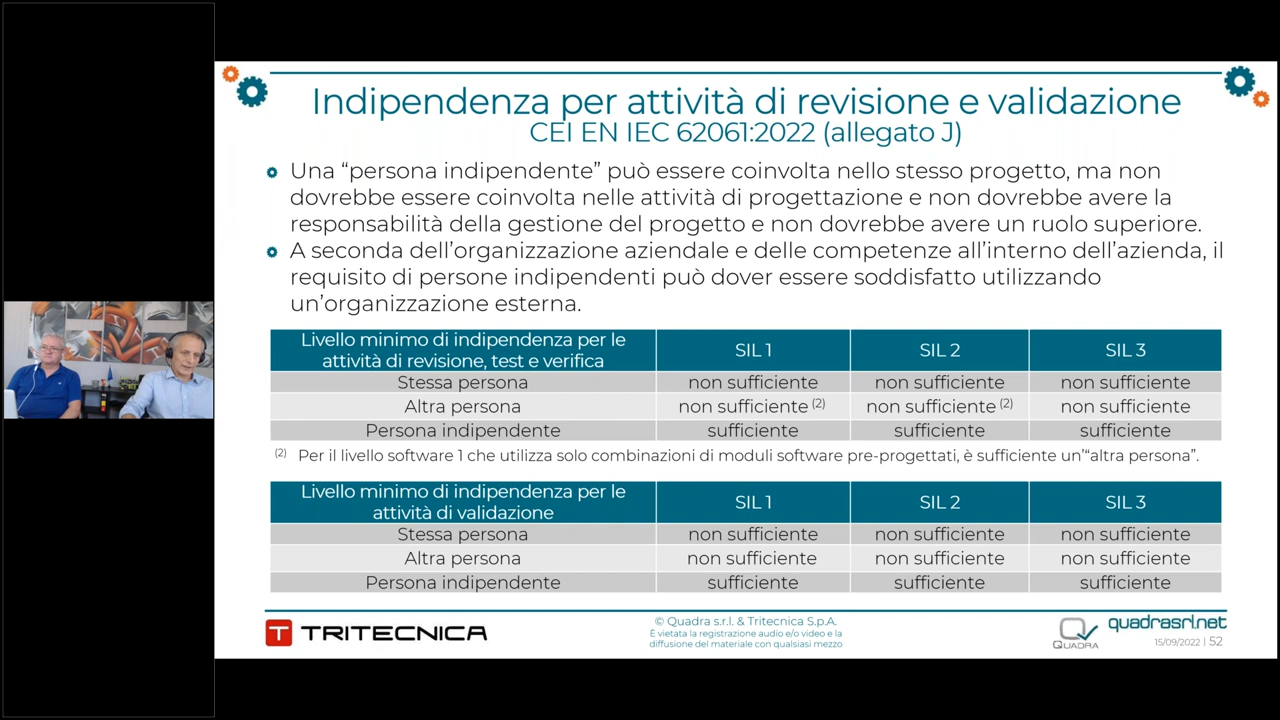 Indipendenza per attività di revisione e validazione
CEI EN IEC 62061:2022 (allegato J)
Una “persona indipendente” può essere coinvolta nello stesso progetto, ma non
dovrebbe essere coinvolta nelle attività di progettazione e non dovrebbe avere la
responsabilità della gestione del progetto e non dovrebbe avere un ruolo superiore.
A seconda dell’organizzazione aziendale e delle competenze all’interno dell’azienda, il
requisito di persone indipendenti può dover essere soddisfatto utilizzando
un’organizzazione esterna.
Livello minimo di indipendenza per le
attività di revisione, test e verifica
SIL 1
SIL 2
SIL 3
Stessa persona
non sufficiente
non sufficiente
non sufficiente
Altra persona
non sufficiente (2)
non sufficiente (2)
non sufficiente
Persona indipendente
sufficiente
sufficiente
sufficiente
(2) Per il livello software 1 che utilizza solo combinazioni di moduli software pre-progettati, è sufficiente un’“altra persona”.
Livello minimo di indipendenza per le
attività di validazione
SIL 1
SIL 2
SIL 3
Stessa persona
non sufficiente
non sufficiente
non sufficiente
Altra persona
non sufficiente
non sufficiente
non sufficiente
Persona indipendente
sufficiente
sufficiente
sufficiente
T TRITECNICA
© Quadra s.r.l. & Tritecnica S.p.A.
È vietata la registrazione audio e/o video e la
diffusione del materiale con qualsiasi mezzo
QUADRA
quadrasrl.net
15/09/2022 | 52